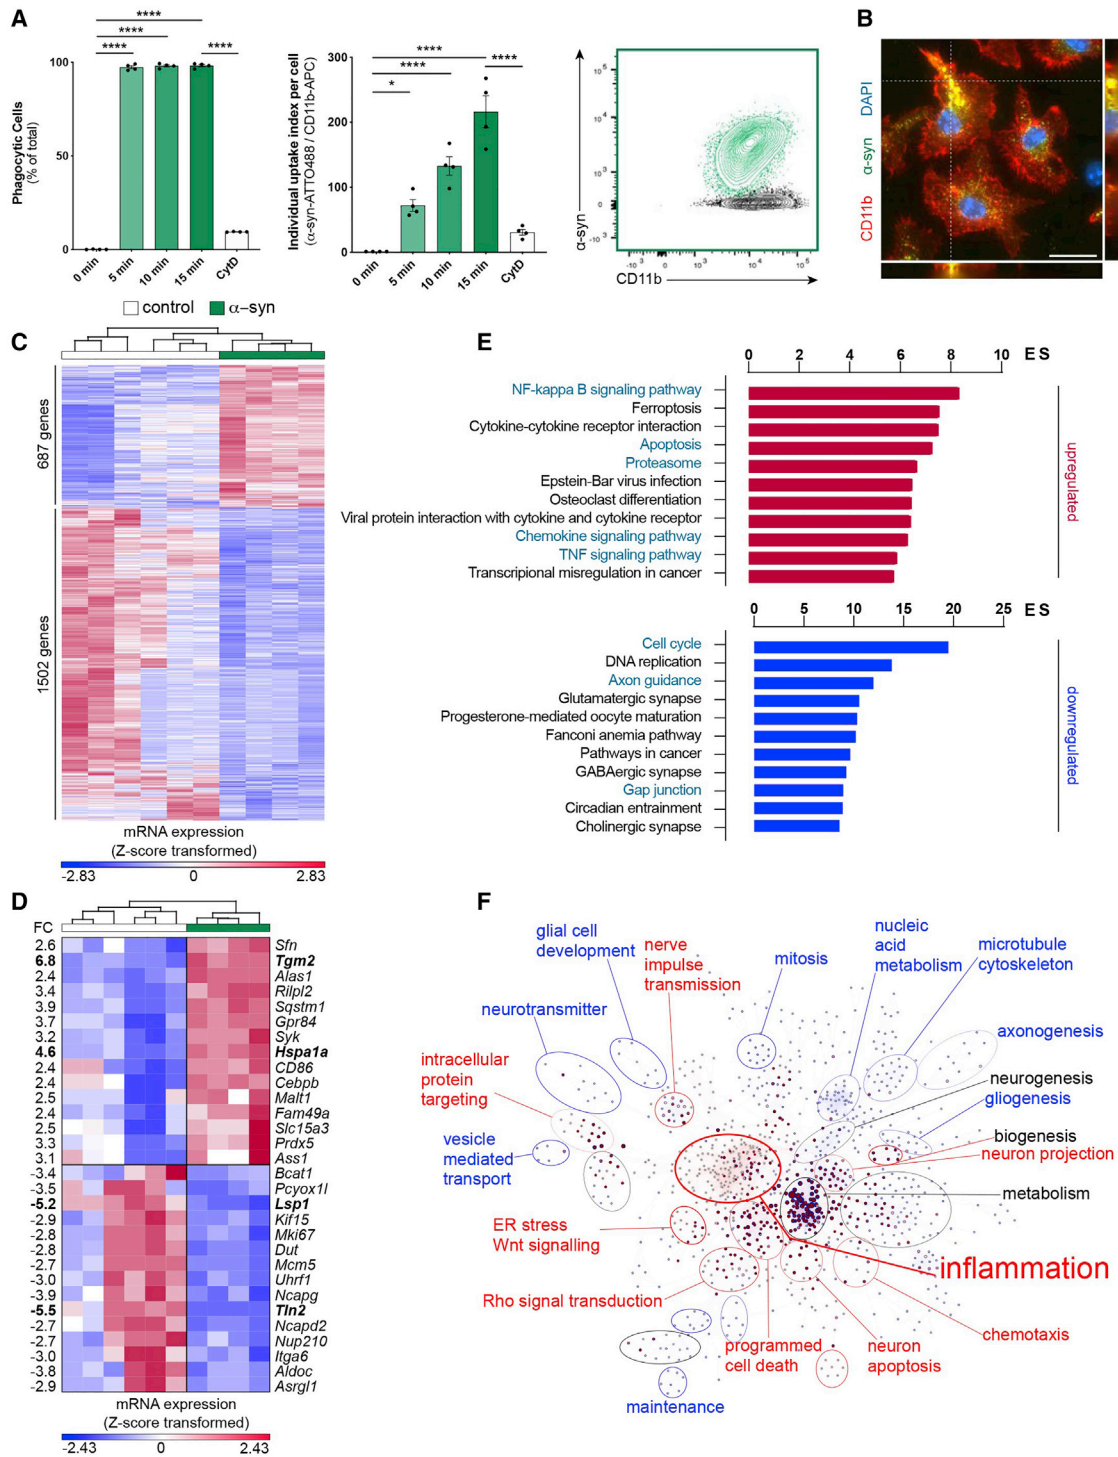 A
****
****
****
****
100
50
0
Phagocytic Cells
(% of total)
0 min
5 min
10 min
15 min
CytD
****
****
*
****
300
200
100
0
Individual uptake index per cell
(α-syn-ATTO488 / CD11b-APC)
0 min
5 min
10 min
15 min
CytD
10⁵
10⁴
10³
0
-10³
α-syn
-10³
0
10³
10⁴
10⁵
CD11b
B
CD11b α-syn DAPI
control
α–syn
C
687 genes
1502 genes
mRNA expression
(Z-score transformed)
-2.83
0
2.83
E
0 2 4 6 8 10 E S
NF-kappa B signaling pathway
Ferroptosis
Cytokine-cytokine receptor interaction
Apoptosis
Proteasome
Epstein-Bar virus infection
Osteoclast differentiation
Viral protein interaction with cytokine and cytokine receptor
Chemokine signaling pathway
TNF signaling pathway
Transcripional misregulation in cancer
upregulated
0 5 10 15 20 25 E S
Cell cycle
DNA replication
Axon guidance
Glutamatergic synapse
Progesterone-mediated oocyte maturation
Fanconi anemia pathway
Pathways in cancer
GABAergic synapse
Gap junction
Circadian entrainment
Cholinergic synapse
downregulated
D
FC
2.6 Sfn
6.8 Tgm2
2.4 Alas1
3.4 Rilpl2
3.9 Sqstm1
3.7 Gpr84
3.2 Syk
4.6 Hspa1a
2.4 CD86
2.4 Cebpb
2.5 Malt1
2.4 Fam49a
2.5 Slc15a3
3.3 Prdx5
3.1 Ass1
-3.4 Bcat1
-3.5 Pcyox1l
-5.2 Lsp1
-2.9 Kif15
-2.8 Mki67
-2.8 Dut
-2.7 Mcm5
-3.0 Uhrf1
-3.9 Ncapg
-5.5 Tln2
-2.7 Ncapd2
-2.7 Nup210
-3.0 Itga6
-3.8 Aldoc
-2.9 Asrgl1
mRNA expression
(Z-score transformed)
-2.43
0
2.43
F
glial cell
development
nerve
impulse
transmission
mitosis
nucleic
acid
metabolism
microtubule
cytoskeleton
neurotransmitter
axonogenesis
intracellular
protein
targeting
neurogenesis
gliogenesis
vesicle
mediated
transport
biogenesis
neuron projection
metabolism
ER stress
Wnt signalling
inflammation
Rho signal transduction
programmed
cell death
neuron
apoptosis
chemotaxis
maintenance